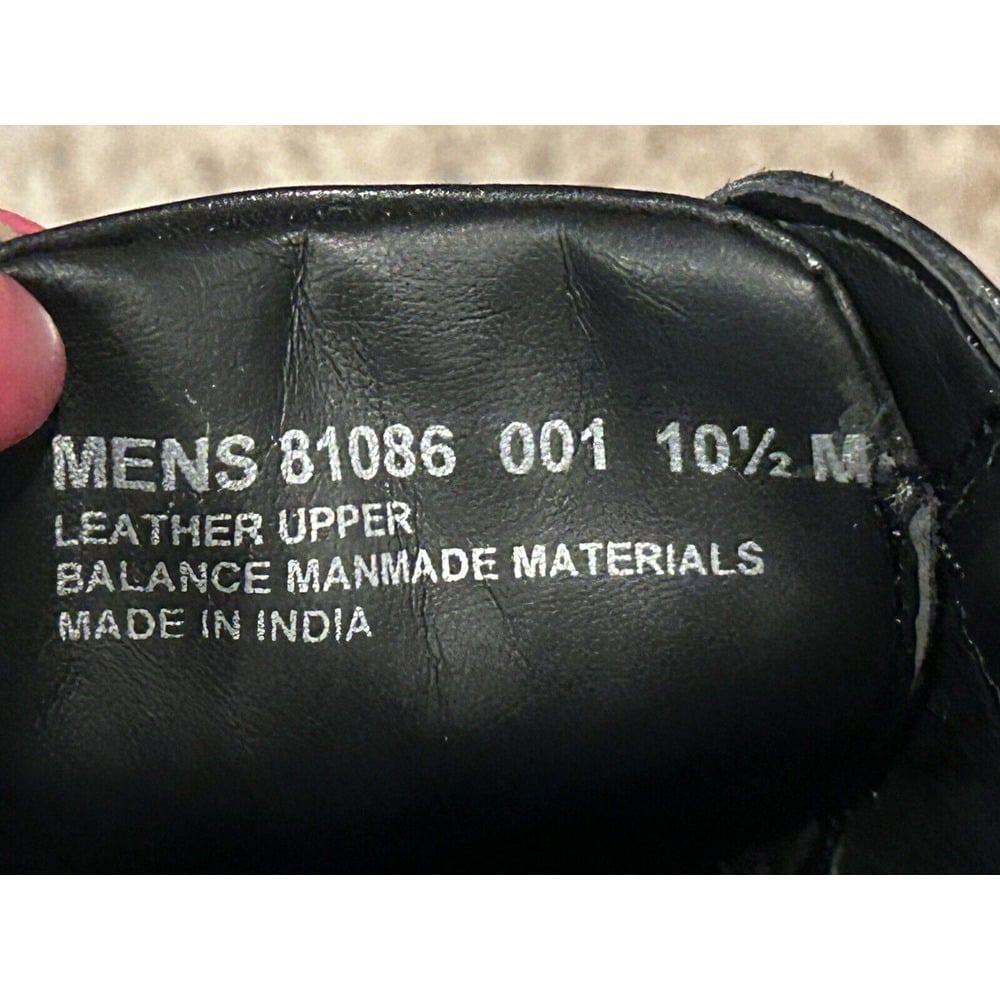 MENS 81086 001 10½ M
LEATHER UPPER
BALANCE MANMADE MATERIALS
MADE IN INDIA